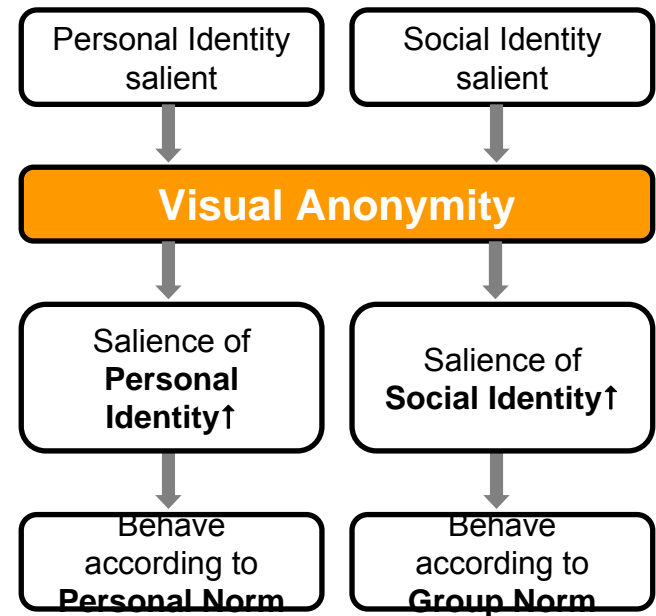 Personal Identity
salient
Social Identity
salient
Visual Anonymity
Salience of
Personal
Identity↑
Salience of
Social Identity↑
Behave
according to
Personal Norm
Behave
according to
Group Norm